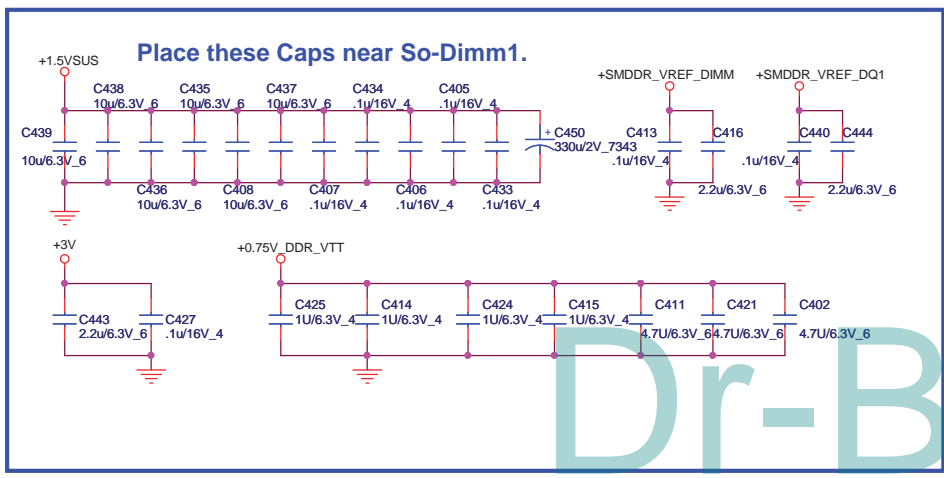 Place these Caps near So-Dimm1.
+1.5VSUS
+SMDDR_VREF_DIMM
+SMDDR_VREF_DQ1
C438
10u/6.3V_6
C435
10u/6.3V_6
C437
10u/6.3V_6
C434
.1u/16V_4
C405
.1u/16V_4
C439
10u/6.3V_6
+
C450
330u/2V_7343
C413
.1u/16V_4
C416
2.2u/6.3V_6
C440
.1u/16V_4
C444
2.2u/6.3V_6
C436
10u/6.3V_6
C408
10u/6.3V_6
C407
.1u/16V_4
C406
.1u/16V_4
C433
.1u/16V_4
+3V
+0.75V_DDR_VTT
C443
2.2u/6.3V_6
C427
.1u/16V_4
C425
1U/6.3V_4
C414
1U/6.3V_4
C424
1U/6.3V_4
C415
1U/6.3V_4
C411
4.7U/6.3V_6
C421
4.7U/6.3V_6
C402
4.7U/6.3V_6
Dr-B